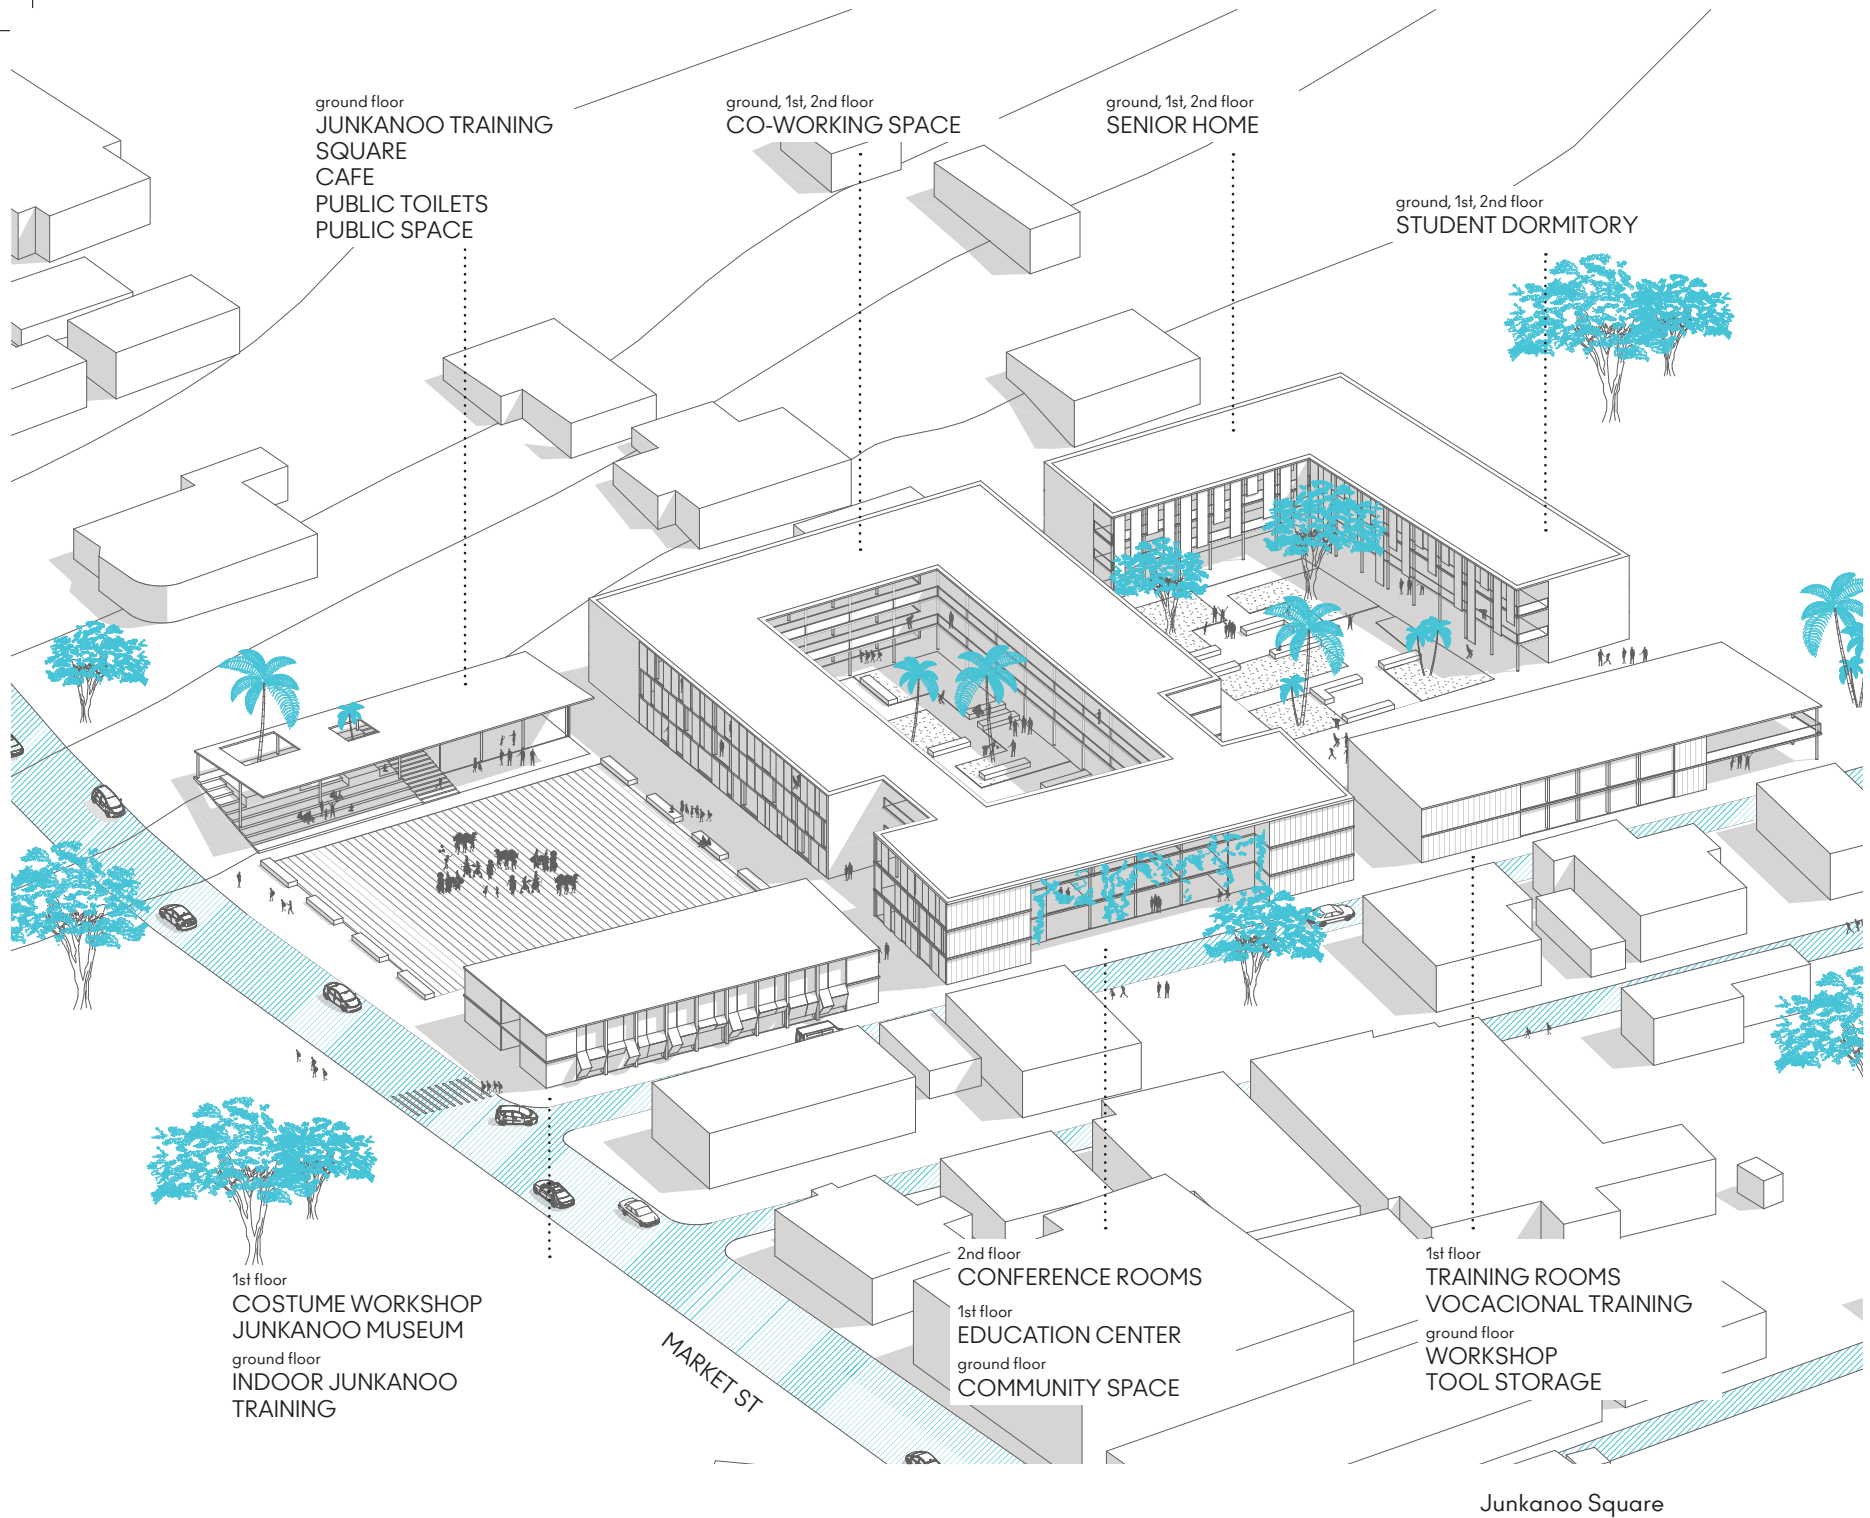 ground floor
JUNKANOO TRAINING
SQUARE
CAFE
PUBLIC TOILETS
PUBLIC SPACE
ground, 1st, 2nd floor
CO-WORKING SPACE
ground, 1st, 2nd floor
SENIOR HOME
ground, 1st, 2nd floor
STUDENT DORMITORY
1st floor
COSTUME WORKSHOP
JUNKANOO MUSEUM
ground floor
INDOOR JUNKANOO
TRAINING
MARKET ST
2nd floor
CONFERENCE ROOMS
1st floor
EDUCATION CENTER
ground floor
COMMUNITY SPACE
1st floor
TRAINING ROOMS
VOCACIONAL TRAINING
ground floor
WORKSHOP
TOOL STORAGE
Junkanoo Square